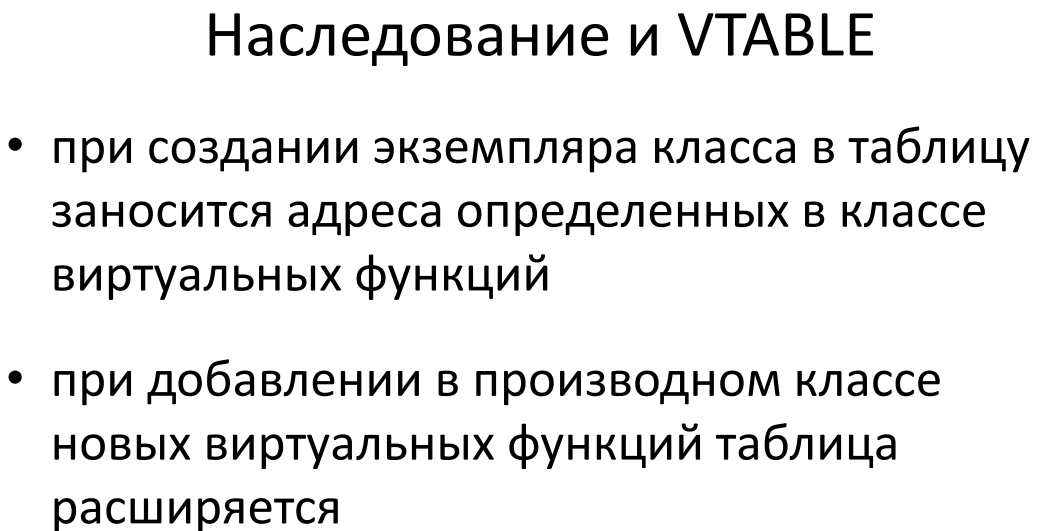 Наследование и VTABLE
• при создании экземпляра класса в таблицу
заносится адреса определенных в классе
виртуальных функций
• при добавлении в производном классе
новых виртуальных функций таблица
расширяется